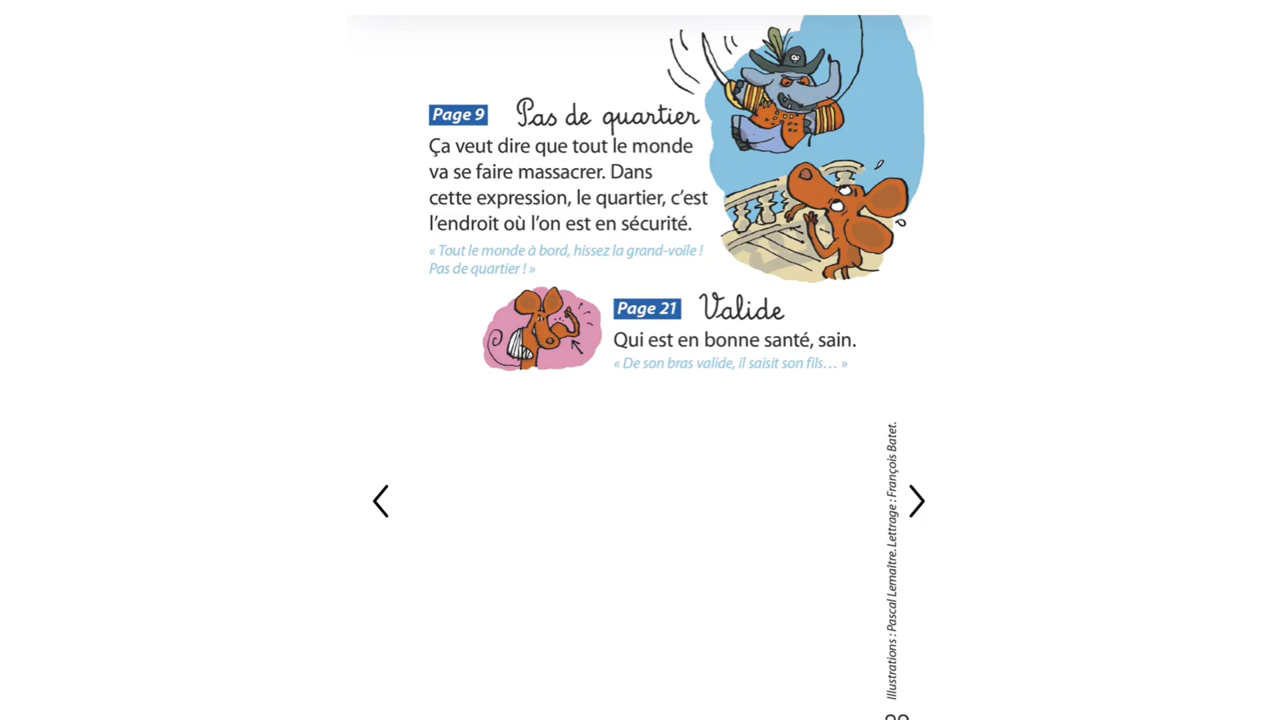 Page 9 Pas de quartier
Ça veut dire que tout le monde
va se faire massacrer. Dans
cette expression, le quartier, c’est
l’endroit où l’on est en sécurité.
« Tout le monde à bord, hissez la grand-voile !
Pas de quartier ! »
Page 21 Valide
Qui est en bonne santé, sain.
« De son bras valide, il saisit son fils… »
Illustrations : Pascal Lemaître. Lettrage : François Batet.